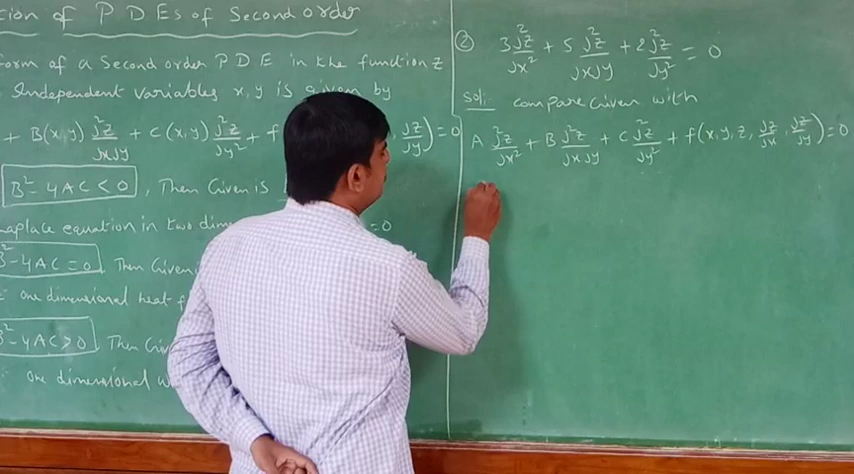 tion of PDEs of Second order
form of a Second order PDE in the function z
Independent variables x, y is given by
+ B(x,y) ∂²z/∂x∂y + C(x,y) ∂²z/∂y² + f , ∂z/∂y) = 0
B² - 4AC < 0 , Then Given is
Laplace equation in two dim = 0
B² - 4AC = 0 , Then Given
one dimensional heat
B² - 4AC > 0 , Then Giv
one dimensional w
② 3 ∂²z/∂x² + 5 ∂²z/∂x∂y + 2 ∂²z/∂y² = 0
Sol: compare Given with
A ∂²z/∂x² + B ∂²z/∂x∂y + C ∂²z/∂y² + f(x, y, z, ∂z/∂x, ∂z/∂y) = 0